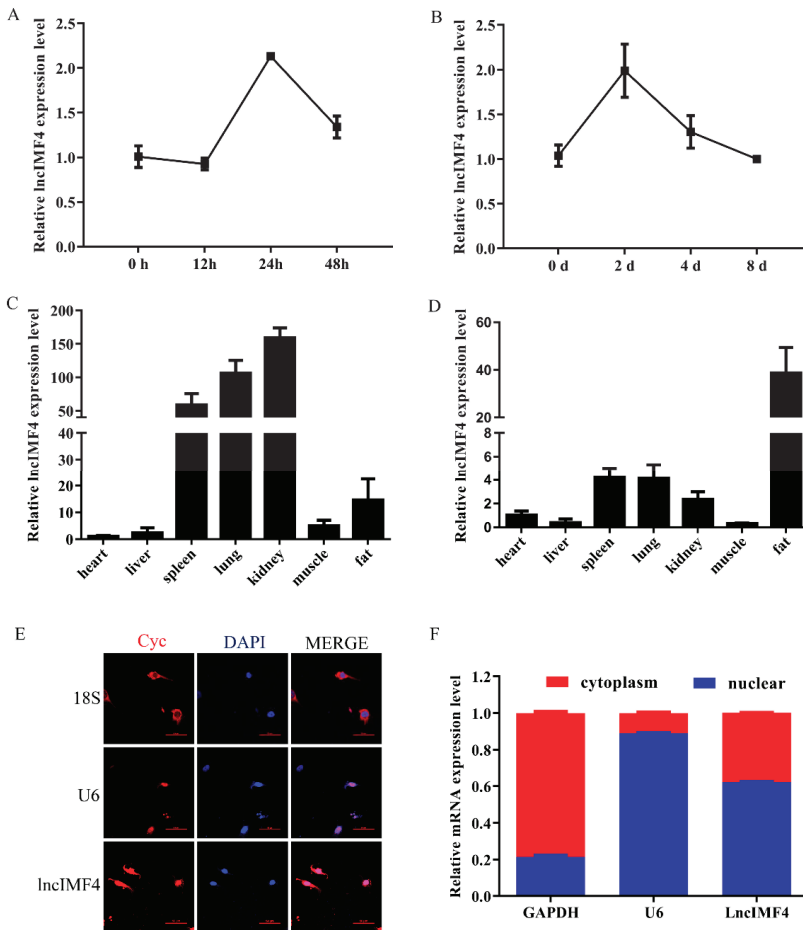 A
Relative lncIMF4 expression level
2.5
2.0
1.5
1.0
0.5
0.0
0 h
12h
24h
48h
B
Relative lncIMF4 expression level
2.5
2.0
1.5
1.0
0.5
0.0
0 d
2 d
4 d
8 d
C
Relative lncIMF4 expression level
200
150
100
50
40
30
20
10
0
heart
liver
spleen
lung
kidney
muscle
fat
D
Relative lncIMF4 expression level
60
40
20
8
6
4
2
0
heart
liver
spleen
lung
kidney
muscle
fat
E
Cyc
DAPI
MERGE
18S
U6
lncIMF4
F
cytoplasm
nuclear
Relative mRNA expression level
1.2
1.0
0.8
0.6
0.4
0.2
0.0
GAPDH
U6
LncIMF4